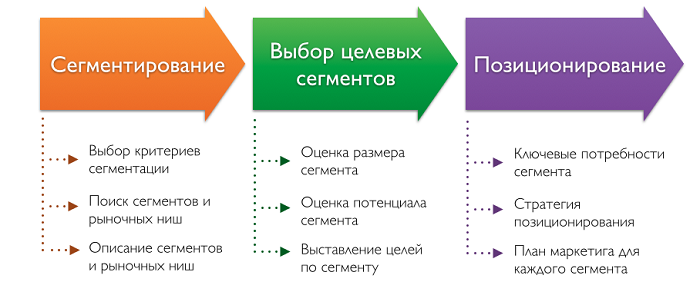 Сегментирование
Выбор критериев
сегментации
Поиск сегментов и
рыночных ниш
Описание сегментов
и рыночных ниш
Выбор целевых
сегментов
Оценка размера
сегмента
Оценка потенциала
сегмента
Выставление целей
по сегменту
Позиционирование
Ключевые потребности
сегмента
Стратегия
позиционирования
План маркетига для
каждого сегмента